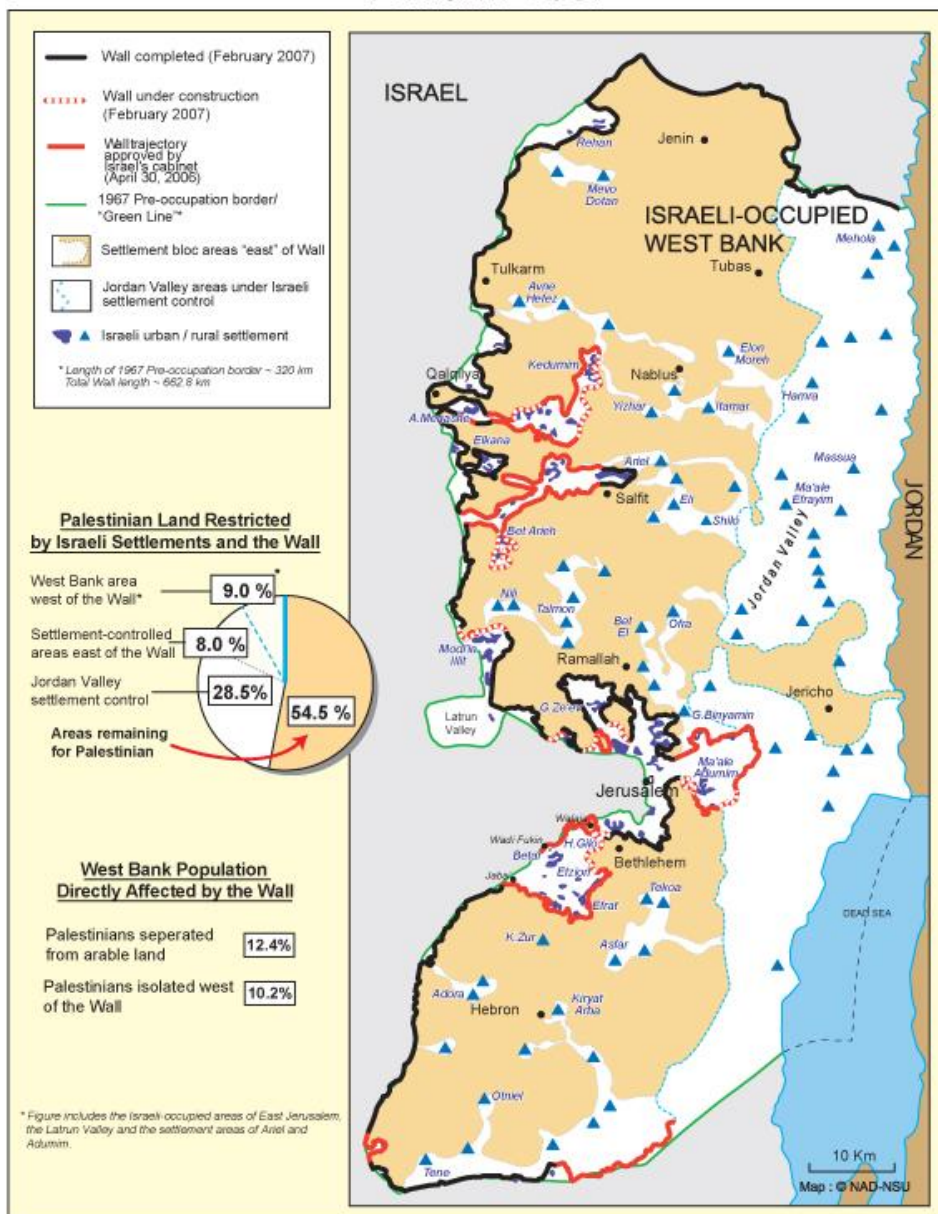 Wall completed (February 2007)
Wall under construction
(February 2007)
Wall trajectory
approved by
Israel's cabinet
(April 30, 2006)
1967 Pre-occupation border/
"Green Line"*
Settlement bloc areas "east" of Wall
Jordan Valley areas under Israeli
settlement control
Israeli urban / rural settlement
* Length of 1967 Pre-occupation border ~ 320 km
Total Wall length ~ 662.8 km
Palestinian Land Restricted
by Israeli Settlements and the Wall
West Bank area
west of the Wall*
9.0 %
*
Settlement-controlled
areas east of the Wall
8.0 %
Jordan Valley
settlement control
28.5%
54.5 %
Areas remaining
for Palestinian
West Bank Population
Directly Affected by the Wall
Palestinians seperated
from arable land
12.4%
Palestinians isolated west
of the Wall
10.2%
* Figure includes the Israeli-occupied areas of East Jerusalem,
the Latrun Valley and the settlement areas of Ariel and
Adumim.
ISRAEL
Rehan
Jenin
Mevo
Dotan
ISRAELI-OCCUPIED
WEST BANK
Mehola
Tubas
Tulkarm
Avne
Hefez
Elon
Moreh
Kedumim
Nablus
Qalqilya
Hamra
Yizhar
Itamar
A.Menashe
Elkana
Ariel
Massua
Ma'ale
Efrayim
Salfit
Eli
Shilo
JORDAN
Bet Arieh
Jordan Valley
Nili
Talmon
Bet
El
Ofra
Modi'in
Illit
Ramallah
Jericho
G.Ze'ev
G.Binyamin
Latrun
Valley
Ma'ale
Adumim
Jerusalem
Walaja
Wadi Fukin
H.Gilo
Betar
Bethlehem
Etzion
Jaba
Tekoa
Efrat
DEAD SEA
K.Zur
Asfar
Adora
Kiryat
Arba
Hebron
Otniel
Tene
10 Km
Map : © NAD-NSU